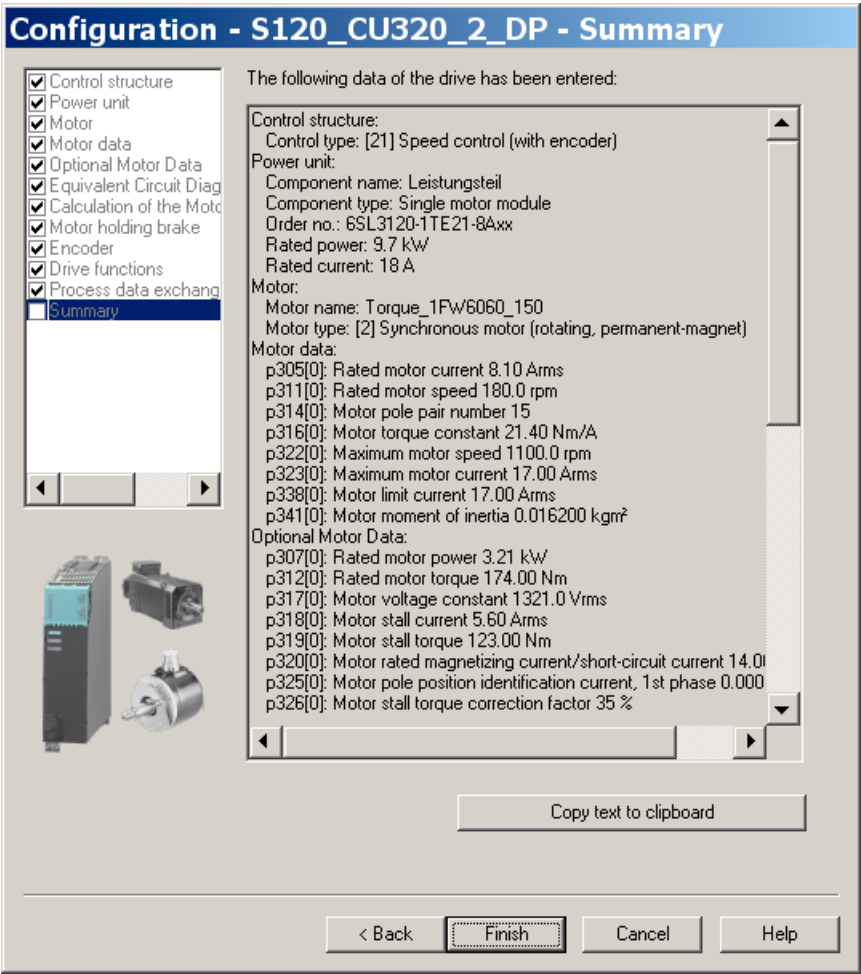 Configuration - S120_CU320_2_DP - Summary
Control structure
Power unit
Motor
Motor data
Optional Motor Data
Equivalent Circuit Diag
Calculation of the Moto
Motor holding brake
Encoder
Drive functions
Process data exchang
Summary
The following data of the drive has been entered:
Control structure:
Control type: [21] Speed control (with encoder)
Power unit:
Component name: Leistungsteil
Component type: Single motor module
Order no.: 6SL3120-1TE21-8Axx
Rated power: 9.7 kW
Rated current: 18 A
Motor:
Motor name: Torque_1FW6060_150
Motor type: [2] Synchronous motor (rotating, permanent-magnet)
Motor data:
p305[0]: Rated motor current 8.10 Arms
p311[0]: Rated motor speed 180.0 rpm
p314[0]: Motor pole pair number 15
p316[0]: Motor torque constant 21.40 Nm/A
p322[0]: Maximum motor speed 1100.0 rpm
p323[0]: Maximum motor current 17.00 Arms
p338[0]: Motor limit current 17.00 Arms
p341[0]: Motor moment of inertia 0.016200 kgm²
Optional Motor Data:
p307[0]: Rated motor power 3.21 kW
p312[0]: Rated motor torque 174.00 Nm
p317[0]: Motor voltage constant 1321.0 Vrms
p318[0]: Motor stall current 5.60 Arms
p319[0]: Motor stall torque 123.00 Nm
p320[0]: Motor rated magnetizing current/short-circuit current 14.0
p325[0]: Motor pole position identification current, 1st phase 0.000
p326[0]: Motor stall torque correction factor 35 %
Copy text to clipboard
< Back
Finish
Cancel
Help